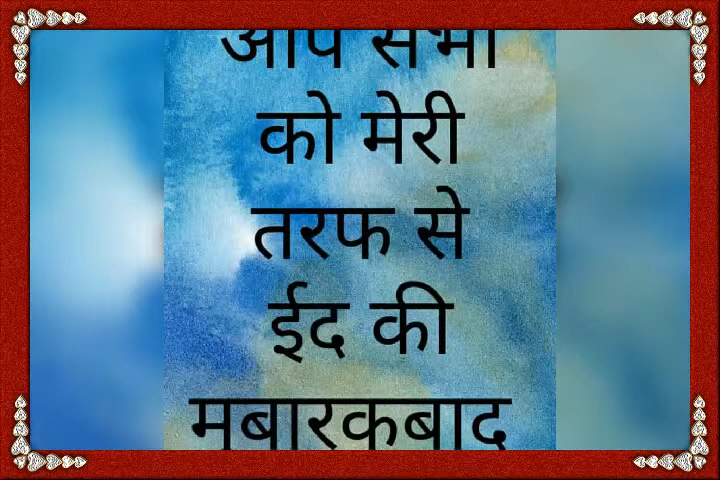 आप सभी
को मेरी
तरफ से
ईद की
मुबारकबाद